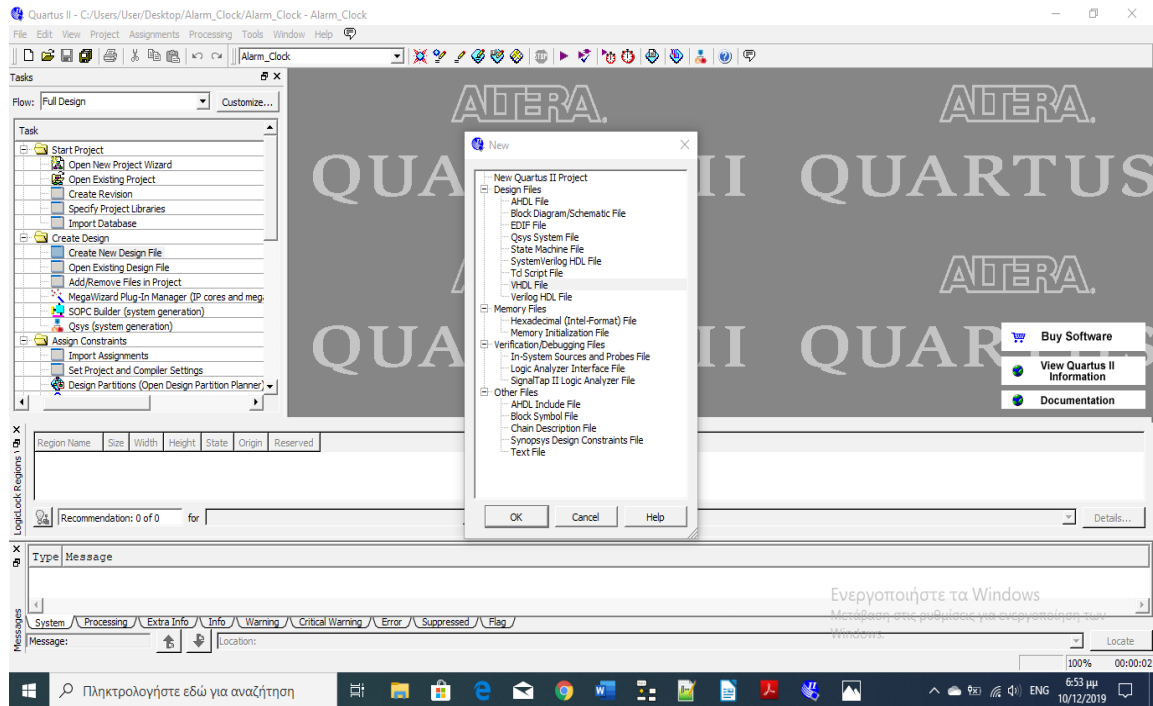 Quartus II - C:/Users/User/Desktop/Alarm_Clock/Alarm_Clock - Alarm_Clock
File Edit View Project Assignments Processing Tools Window Help
Alarm_Clock
Tasks
Flow: Full Design Customize...
Task
Start Project
Open New Project Wizard
Open Existing Project
Create Revision
Specify Project Libraries
Import Database
Create Design
Create New Design File
Open Existing Design File
Add/Remove Files in Project
MegaWizard Plug-In Manager (IP cores and mega
SOPC Builder (system generation)
Qsys (system generation)
Assign Constraints
Import Assignments
Set Project and Compiler Settings
Design Partitions (Open Design Partition Planner)
ALTERA. ALTERA.
QUA II QUARTUS
ALTERA.
QUA II QUAR
New
New Quartus II Project
Design Files
AHDL File
Block Diagram/Schematic File
EDIF File
Qsys System File
State Machine File
SystemVerilog HDL File
Tcl Script File
VHDL File
Verilog HDL File
Memory Files
Hexadecimal (Intel-Format) File
Memory Initialization File
Verification/Debugging Files
In-System Sources and Probes File
Logic Analyzer Interface File
SignalTap II Logic Analyzer File
Other Files
AHDL Include File
Block Symbol File
Chain Description File
Synopsys Design Constraints File
Text File
OK Cancel Help
Buy Software
View Quartus II
Information
Documentation
LogicLock Regions
Region Name Size Width Height State Origin Reserved
Recommendation: 0 of 0 for Details...
Messages
Type Message
System Processing Extra Info Info Warning Critical Warning Error Suppressed Flag
Message: Location: Locate
Ενεργοποιήστε τα Windows
Μετάβαση στις ρυθμίσεις για ενεργοποίηση των
Windows.
100% 00:00:02
Πληκτρολογήστε εδώ για αναζήτηση
ENG
6:53 μμ
10/12/2019